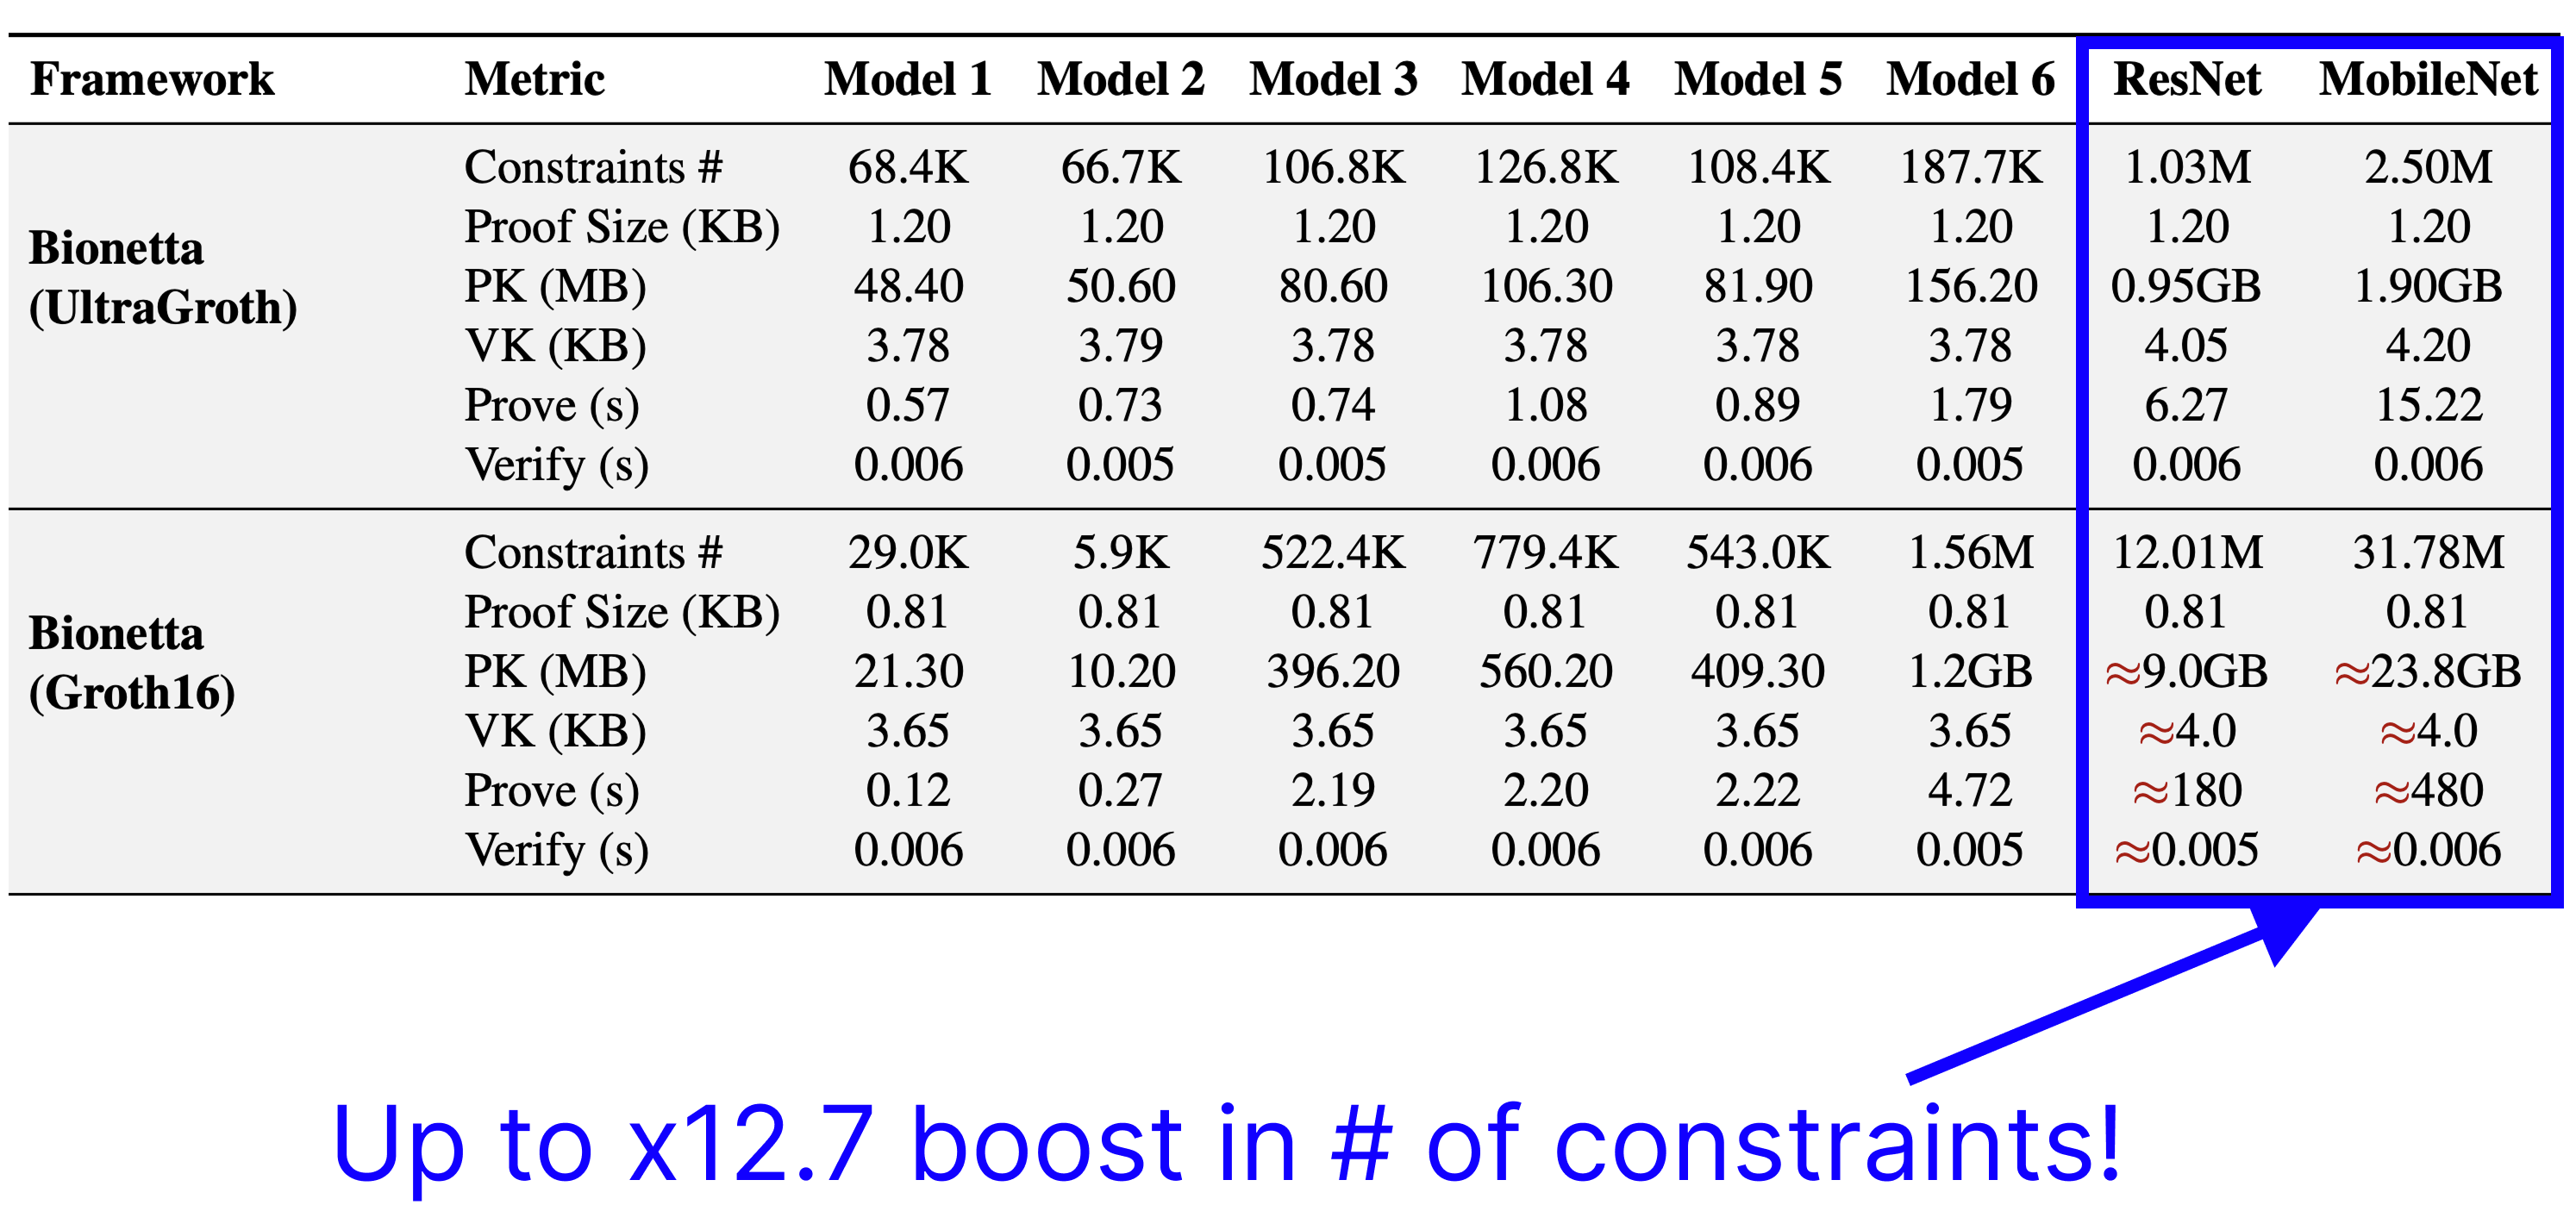 Framework Metric Model 1 Model 2 Model 3 Model 4 Model 5 Model 6 ResNet MobileNet
Bionetta (UltraGroth)
Constraints # 68.4K 66.7K 106.8K 126.8K 108.4K 187.7K 1.03M 2.50M
Proof Size (KB) 1.20 1.20 1.20 1.20 1.20 1.20 1.20 1.20
PK (MB) 48.40 50.60 80.60 106.30 81.90 156.20 0.95GB 1.90GB
VK (KB) 3.78 3.79 3.78 3.78 3.78 3.78 4.05 4.20
Prove (s) 0.57 0.73 0.74 1.08 0.89 1.79 6.27 15.22
Verify (s) 0.006 0.005 0.005 0.006 0.006 0.005 0.006 0.006
Bionetta (Groth16)
Constraints # 29.0K 5.9K 522.4K 779.4K 543.0K 1.56M 12.01M 31.78M
Proof Size (KB) 0.81 0.81 0.81 0.81 0.81 0.81 0.81 0.81
PK (MB) 21.30 10.20 396.20 560.20 409.30 1.2GB ≈9.0GB ≈23.8GB
VK (KB) 3.65 3.65 3.65 3.65 3.65 3.65 ≈4.0 ≈4.0
Prove (s) 0.12 0.27 2.19 2.20 2.22 4.72 ≈180 ≈480
Verify (s) 0.006 0.006 0.006 0.006 0.006 0.005 ≈0.005 ≈0.006
Up to x12.7 boost in # of constraints!